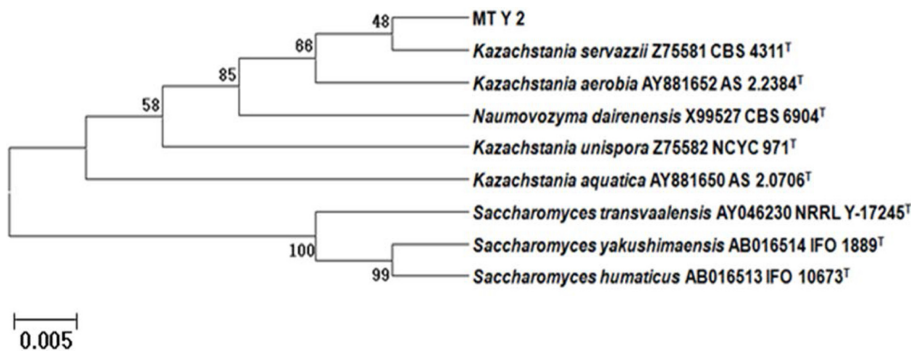 MT Y 2
48
Kazachstania servazzii Z75581 CBS 4311ᵀ
66
Kazachstania aerobia AY881652 AS 2.2384ᵀ
85
Naumovozyma dairenensis X99527 CBS 6904ᵀ
58
Kazachstania unispora Z75582 NCYC 971ᵀ
Kazachstania aquatica AY881650 AS 2.0706ᵀ
Saccharomyces transvaalensis AY046230 NRRL Y-17245ᵀ
100
Saccharomyces yakushimaensis AB016514 IFO 1889ᵀ
99
Saccharomyces humaticus AB016513 IFO 10673ᵀ
0.005